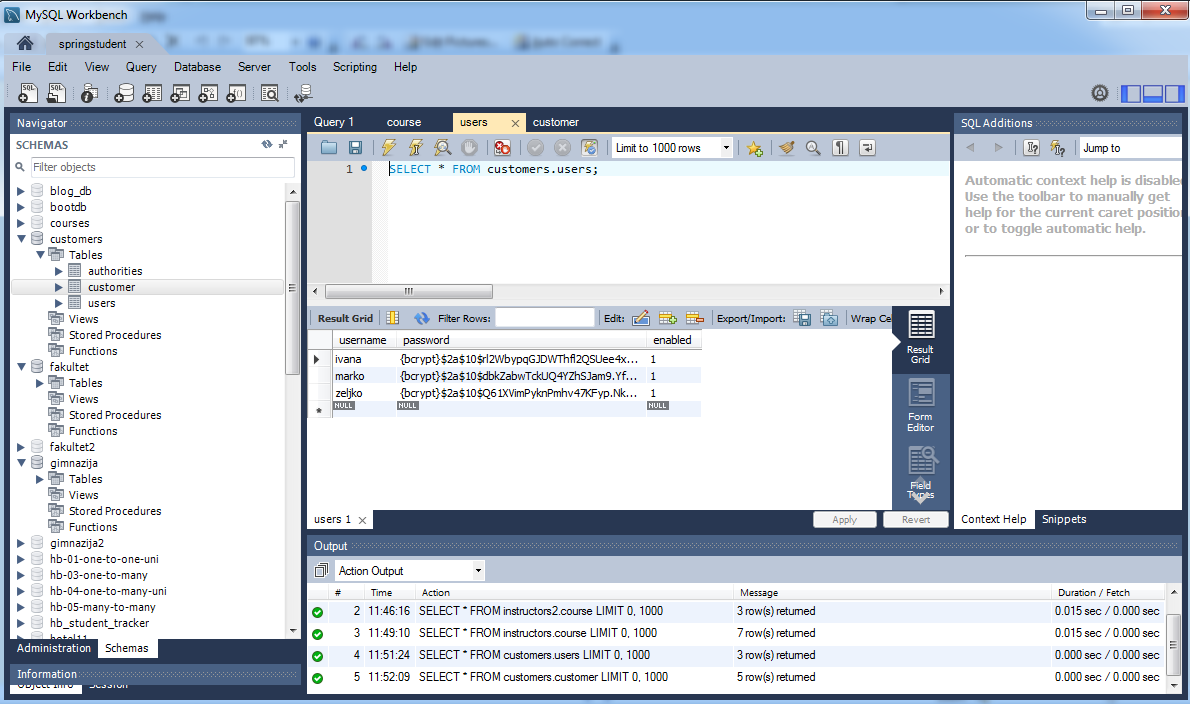 MySQL Workbench
springstudent
File Edit View Query Database Server Tools Scripting Help
Navigator
SCHEMAS
Filter objects
blog_db
bootdb
courses
customers
Tables
authorities
customer
users
Views
Stored Procedures
Functions
fakultet
Tables
Views
Stored Procedures
Functions
fakultet2
gimnazija
Tables
Views
Stored Procedures
Functions
gimnazija2
hb-01-one-to-one-uni
hb-03-one-to-many
hb-04-one-to-many-uni
hb-05-many-to-many
hb_student_tracker
hotel11
Administration Schemas
Information
Object Info Session
Query 1 course users customer
Limit to 1000 rows
1 SELECT * FROM customers.users;
Result Grid Filter Rows: Edit: Export/Import: Wrap Ce
username password enabled
ivana {bcrypt}$2a$10$rl2WbypqGJDWThfl2QSUee4x... 1
marko {bcrypt}$2a$10$dbkZabwTckUQ4YZhSJam9.Yf... 1
zeljko {bcrypt}$2a$10$Q61XVimPyknPmhv47KFyp.Nk... 1
NULL NULL NULL
Result Grid
Form Editor
Field Types
users 1
Apply Revert
SQL Additions
Jump to
Automatic context help is disabled
Use the toolbar to manually get
help for the current caret position
or to toggle automatic help.
Context Help Snippets
Output
Action Output
# Time Action Message Duration / Fetch
2 11:46:16 SELECT * FROM instructors2.course LIMIT 0, 1000 3 row(s) returned 0.015 sec / 0.000 sec
3 11:49:10 SELECT * FROM instructors.course LIMIT 0, 1000 7 row(s) returned 0.015 sec / 0.000 sec
4 11:51:24 SELECT * FROM customers.users LIMIT 0, 1000 3 row(s) returned 0.000 sec / 0.000 sec
5 11:52:09 SELECT * FROM customers.customer LIMIT 0, 1000 5 row(s) returned 0.000 sec / 0.000 sec